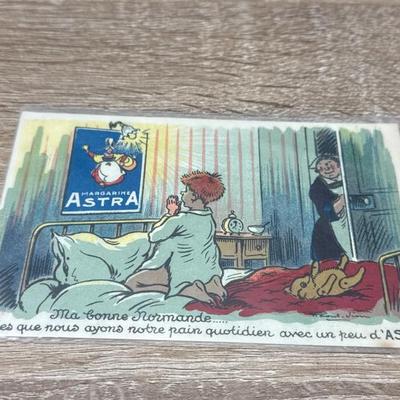 MARGARINE
ASTRA
Ma bonne Normande.....
es que nous ayons notre pain quotidien avec un peu d'AS